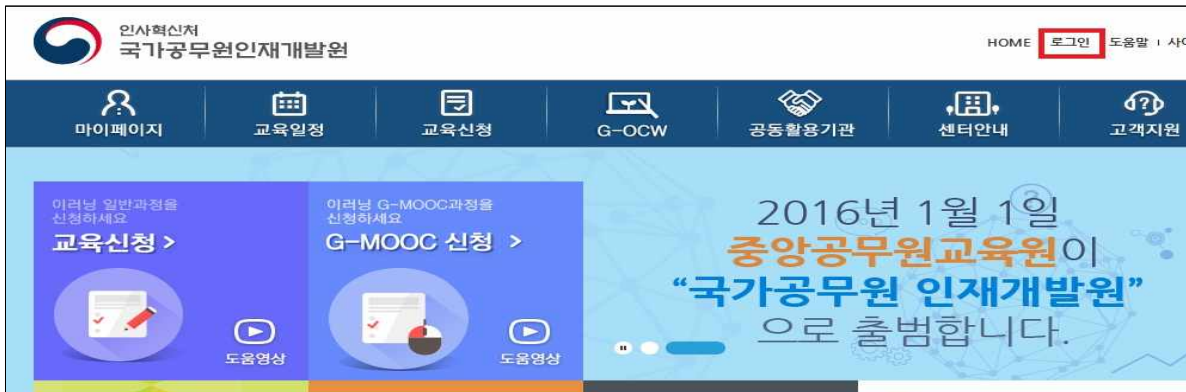 인사혁신처
국가공무원인재개발원
HOME 로그인 도움말 | 사이
마이페이지 교육일정 교육신청 G-OCW 공동활용기관 센터안내 고객지원
이러닝 일반과정을
신청하세요
교육신청 >
도움영상
이러닝 G-MOOC과정을
신청하세요
G-MOOC 신청 >
도움영상
2016년 1월 1일
중앙공무원교육원이
“국가공무원 인재개발원”
으로 출범합니다.